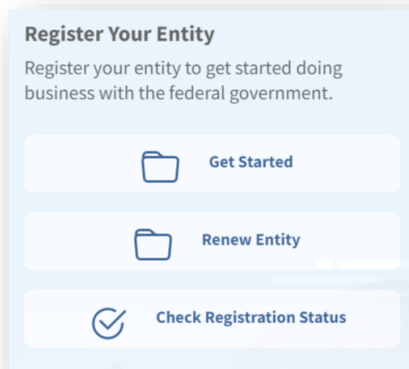 Register Your Entity
Register your entity to get started doing
business with the federal government.
Get Started
Renew Entity
Check Registration Status